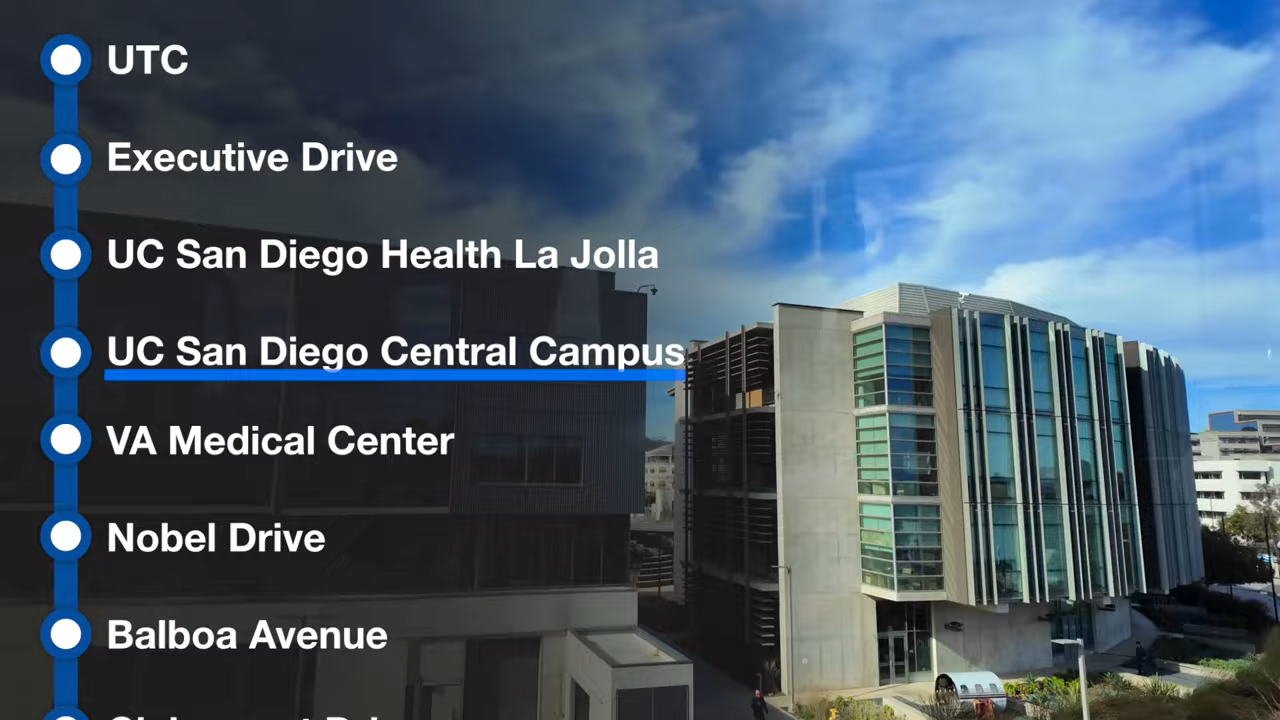 UTC
Executive Drive
UC San Diego Health La Jolla
UC San Diego Central Campus
VA Medical Center
Nobel Drive
Balboa Avenue